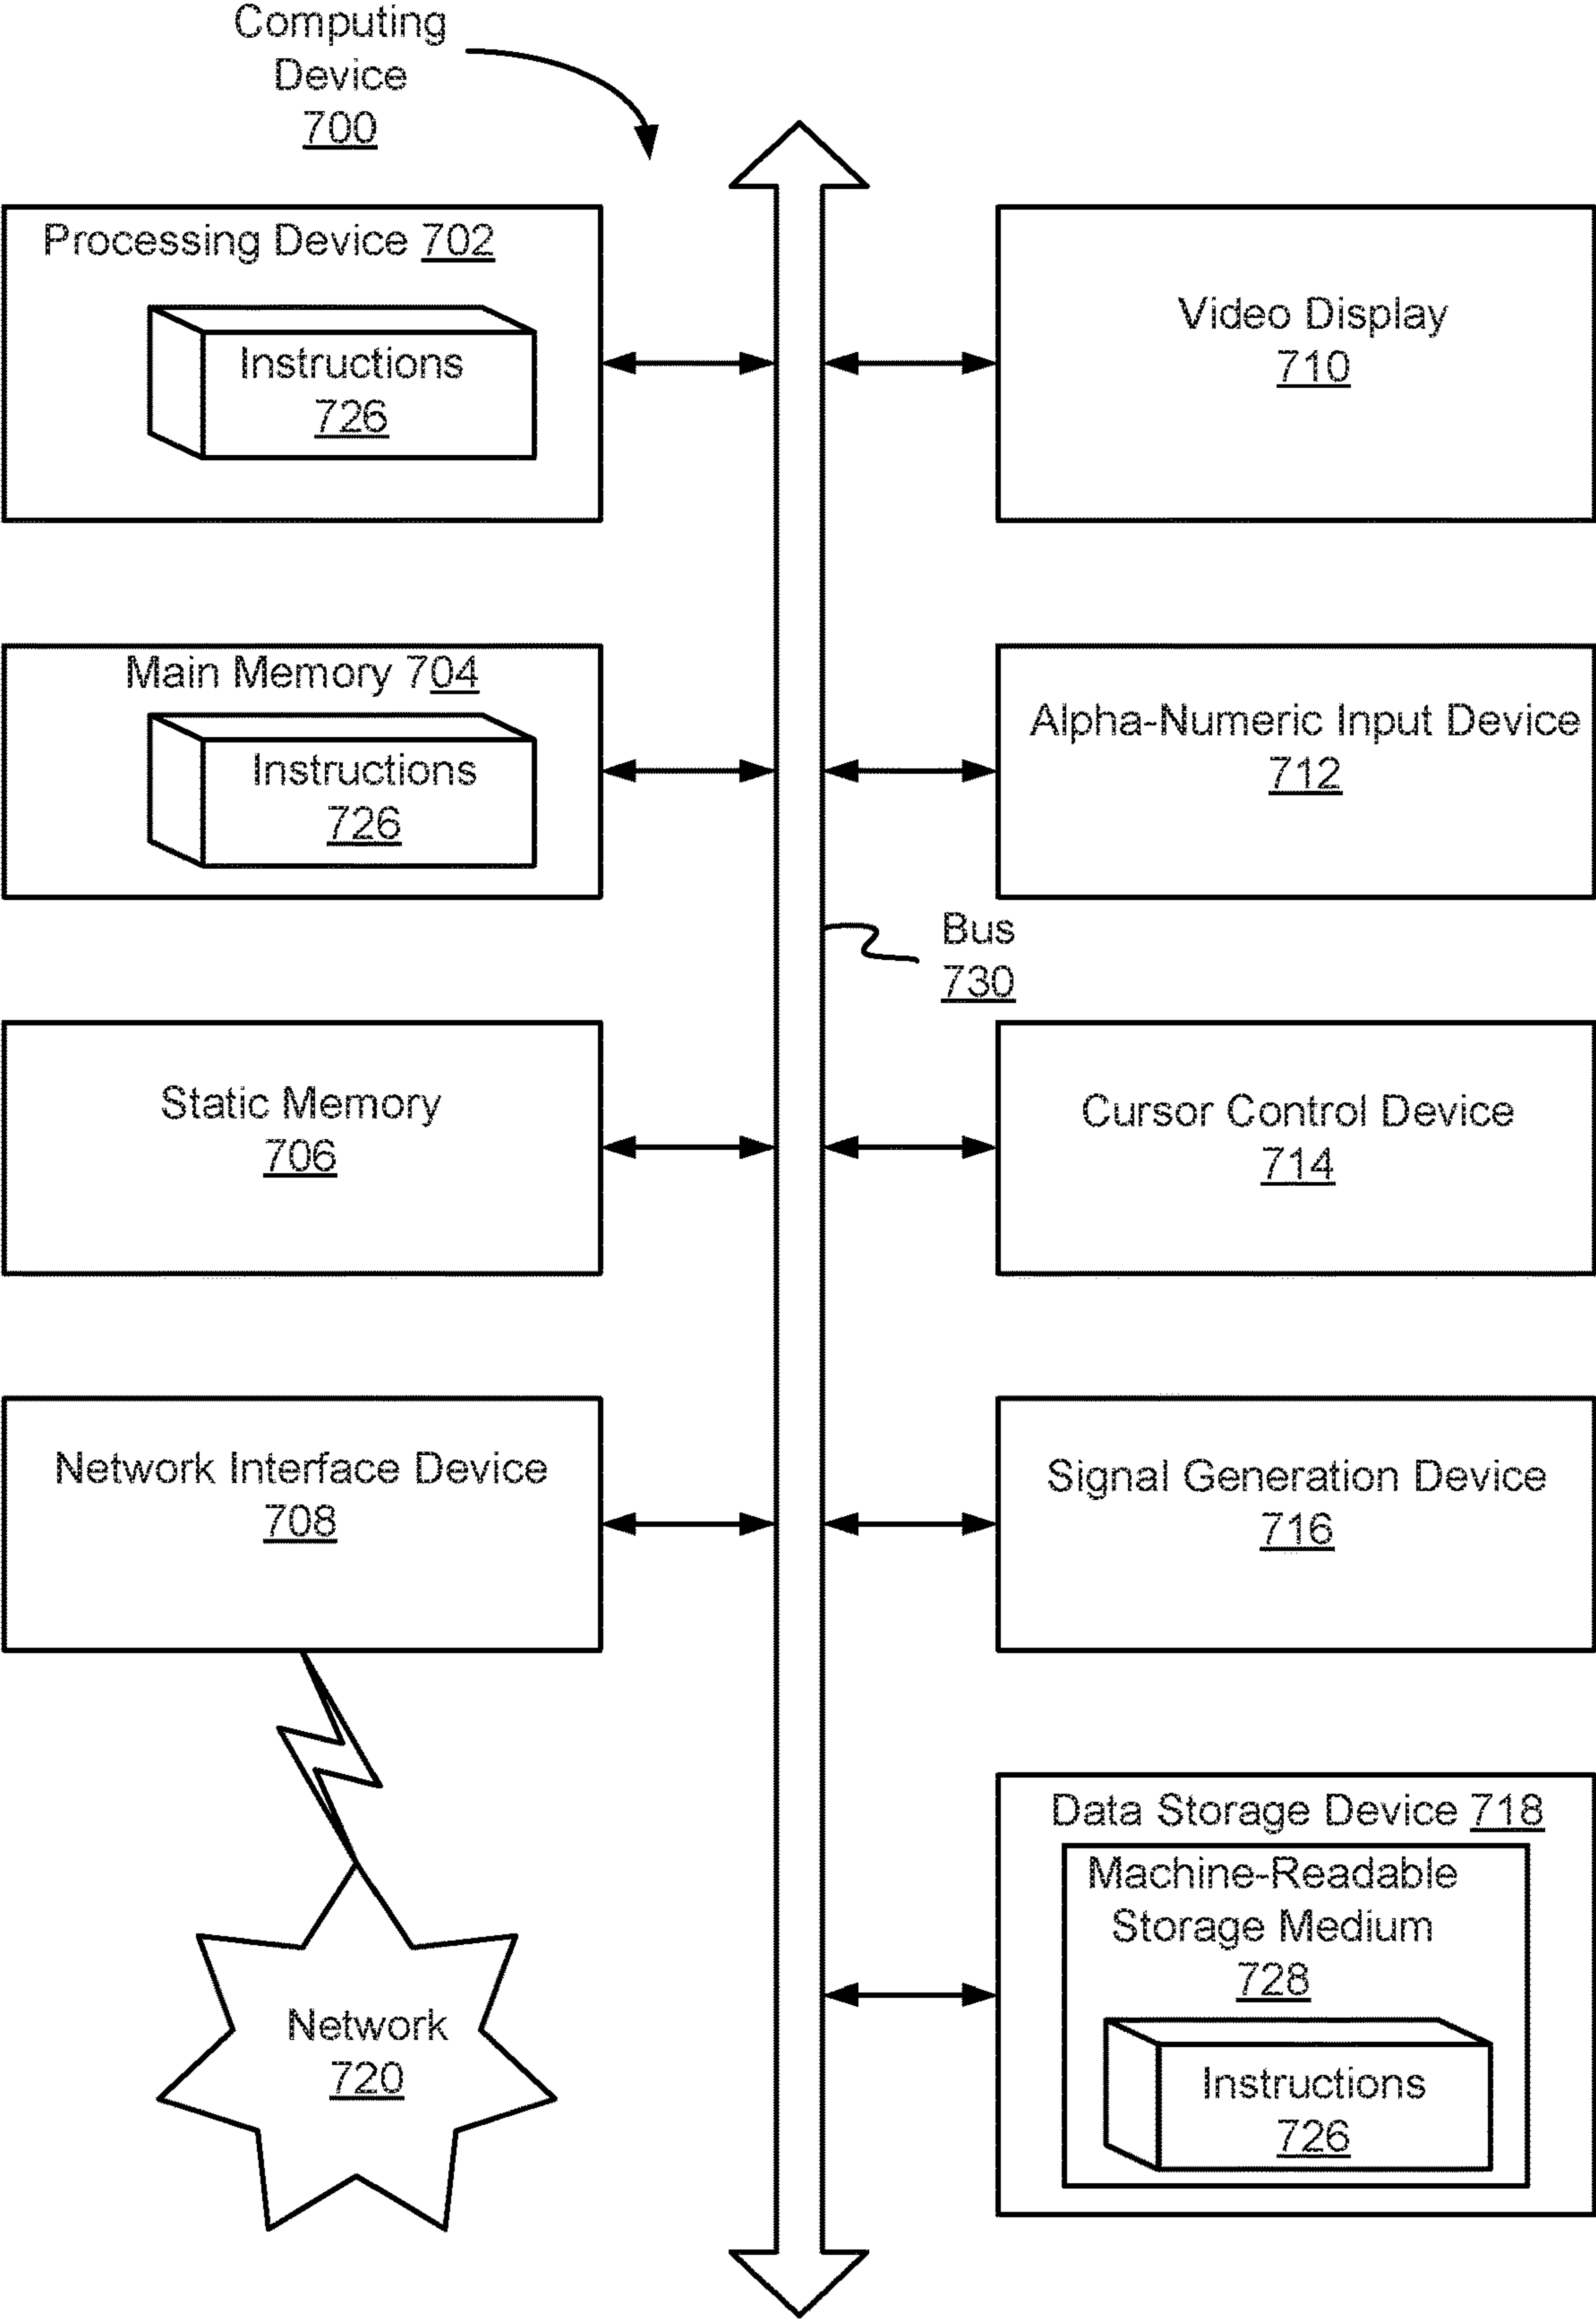 Computing
Device
700
Processing Device 702
Instructions
726
Video Display
710
Main Memory 704
Instructions
726
Alpha-Numeric Input Device
712
Bus
730
Static Memory
706
Cursor Control Device
714
Network Interface Device
708
Signal Generation Device
716
Data Storage Device 718
Machine-Readable
Storage Medium
728
Instructions
726
Network
720